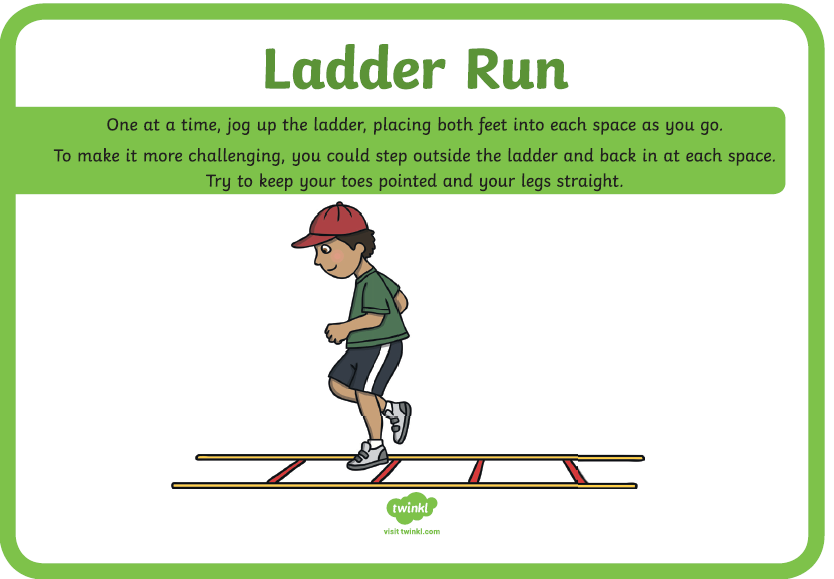 Ladder Run
One at a time, jog up the ladder, placing both feet into each space as you go.
To make it more challenging, you could step outside the ladder and back in at each space.
Try to keep your toes pointed and your legs straight.
twinkl
visit twinkl.com